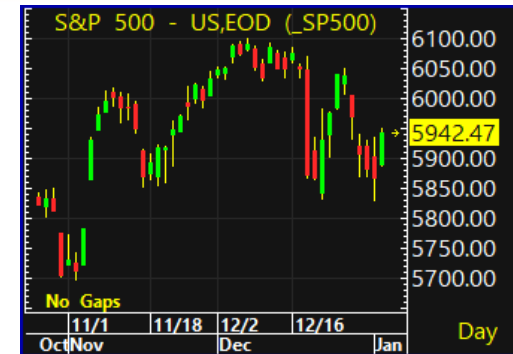 S&P 500 - US,EOD (_SP500)
6100.00
6050.00
6000.00
5942.47
5900.00
5850.00
5800.00
5750.00
5700.00
No Gaps
11/1 11/18 12/2 12/16
Oct Nov Dec Jan
Day